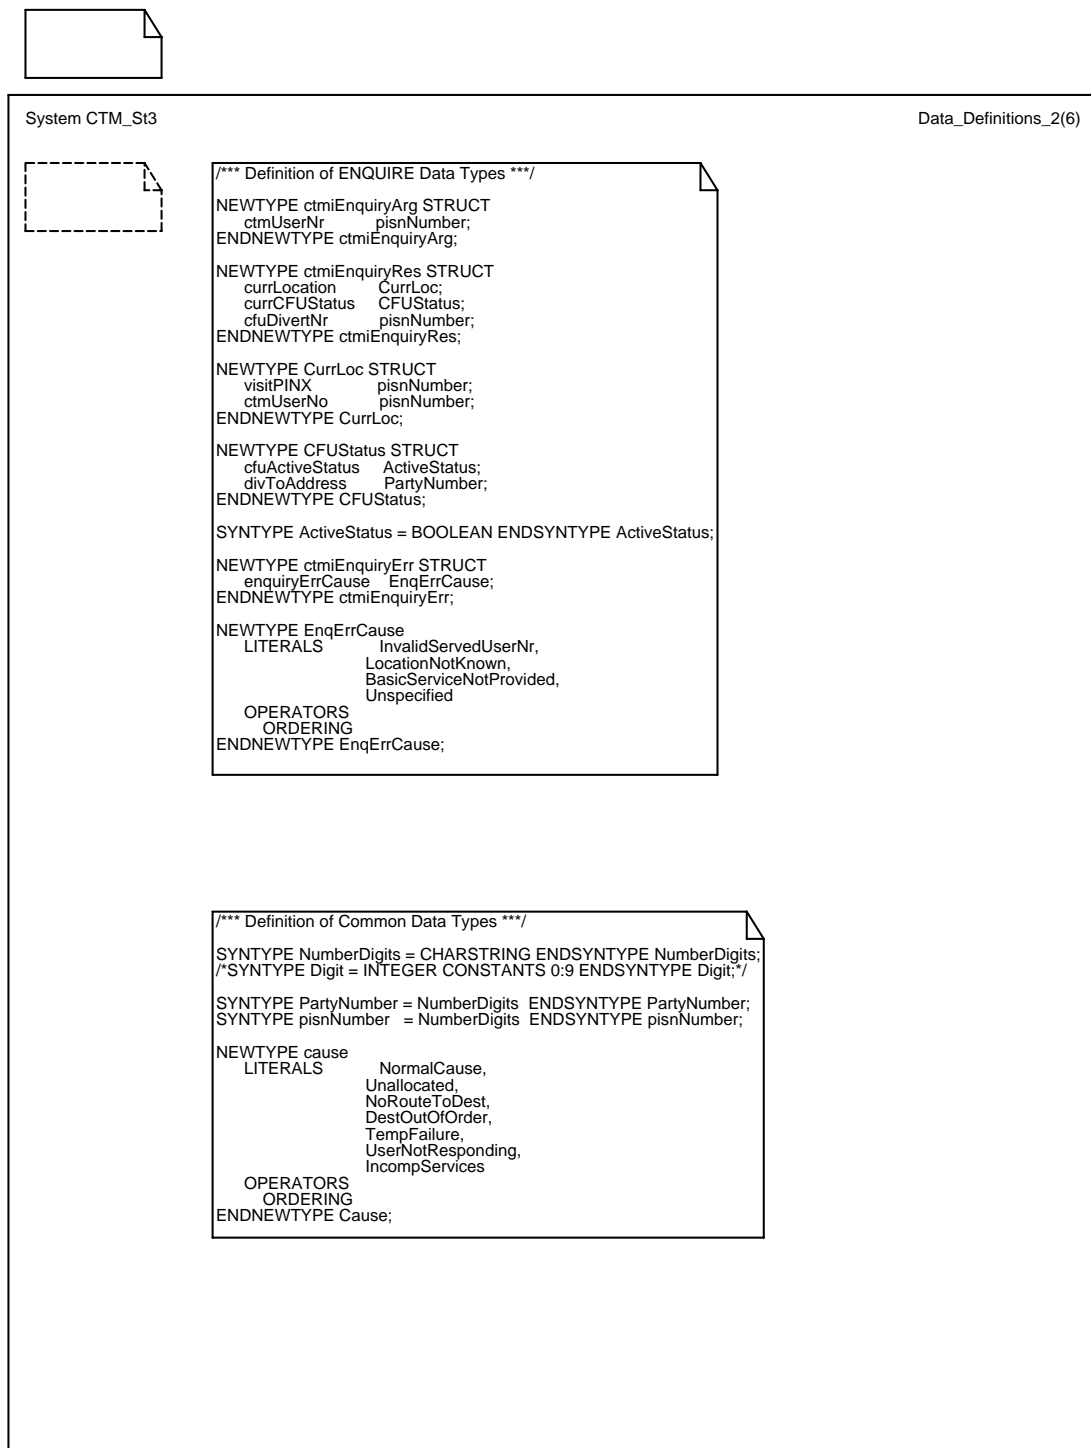 System CTM_St3
Data_Definitions_2(6)
/*** Definition of ENQUIRE Data Types ***/
NEWTYPE ctmiEnquiryArg STRUCT
ctmUserNr pisnNumber;
ENDNEWTYPE ctmiEnquiryArg;
NEWTYPE ctmiEnquiryRes STRUCT
currLocation CurrLoc;
currCFUStatus CFUStatus;
cfuDivertNr pisnNumber;
ENDNEWTYPE ctmiEnquiryRes;
NEWTYPE CurrLoc STRUCT
visitPINX pisnNumber;
ctmUserNo pisnNumber;
ENDNEWTYPE CurrLoc;
NEWTYPE CFUStatus STRUCT
cfuActiveStatus ActiveStatus;
divToAddress PartyNumber;
ENDNEWTYPE CFUStatus;
SYNTYPE ActiveStatus = BOOLEAN ENDSYNTYPE ActiveStatus;
NEWTYPE ctmiEnquiryErr STRUCT
enquiryErrCause EnqErrCause;
ENDNEWTYPE ctmiEnquiryErr;
NEWTYPE EnqErrCause
LITERALS InvalidServedUserNr,
LocationNotKnown,
BasicServiceNotProvided,
Unspecified
OPERATORS
ORDERING
ENDNEWTYPE EnqErrCause;
/*** Definition of Common Data Types ***/
SYNTYPE NumberDigits = CHARSTRING ENDSYNTYPE NumberDigits;
/*SYNTYPE Digit = INTEGER CONSTANTS 0:9 ENDSYNTYPE Digit;*/
SYNTYPE PartyNumber = NumberDigits ENDSYNTYPE PartyNumber;
SYNTYPE pisnNumber = NumberDigits ENDSYNTYPE pisnNumber;
NEWTYPE cause
LITERALS NormalCause,
Unallocated,
NoRouteToDest,
DestOutOfOrder,
TempFailure,
UserNotResponding,
IncompServices
OPERATORS
ORDERING
ENDNEWTYPE Cause;